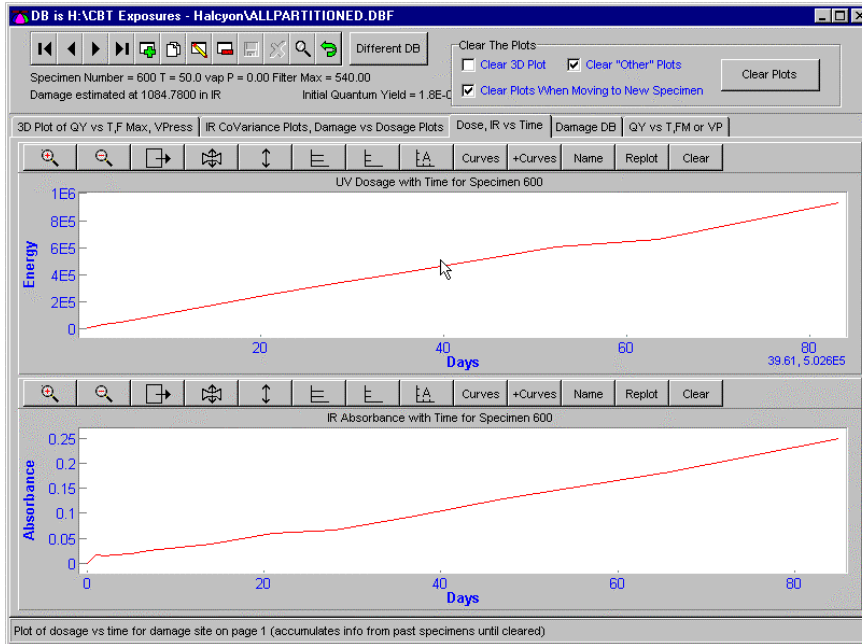 DB is H:\CBT Exposures - Halcyon\ALLPARTITIONED.DBF
Different DB
Clear The Plots
Clear 3D Plot
Clear "Other" Plots
Clear Plots When Moving to New Specimen
Clear Plots
Specimen Number = 600 T = 50.0 vap P = 0.00 Filter Max = 540.00
Damage estimated at 1084.7800 in IR
Initial Quantum Yield = 1.8E-0
3D Plot of QY vs T,F Max, VPress
IR CoVariance Plots, Damage vs Dosage Plots
Dose, IR vs Time
Damage DB
QY vs T,FM or VP
Curves
+Curves
Name
Replot
Clear
UV Dosage with Time for Specimen 600
Energy
1E6
8E5
6E5
4E5
2E5
0
20
40
60
80
Days
39.61, 5.026E5
Curves
+Curves
Name
Replot
Clear
IR Absorbance with Time for Specimen 600
Absorbance
0.25
0.2
0.15
0.1
0.05
0
0
20
40
60
80
Days
Plot of dosage vs time for damage site on page 1 (accumulates info from past specimens until cleared)